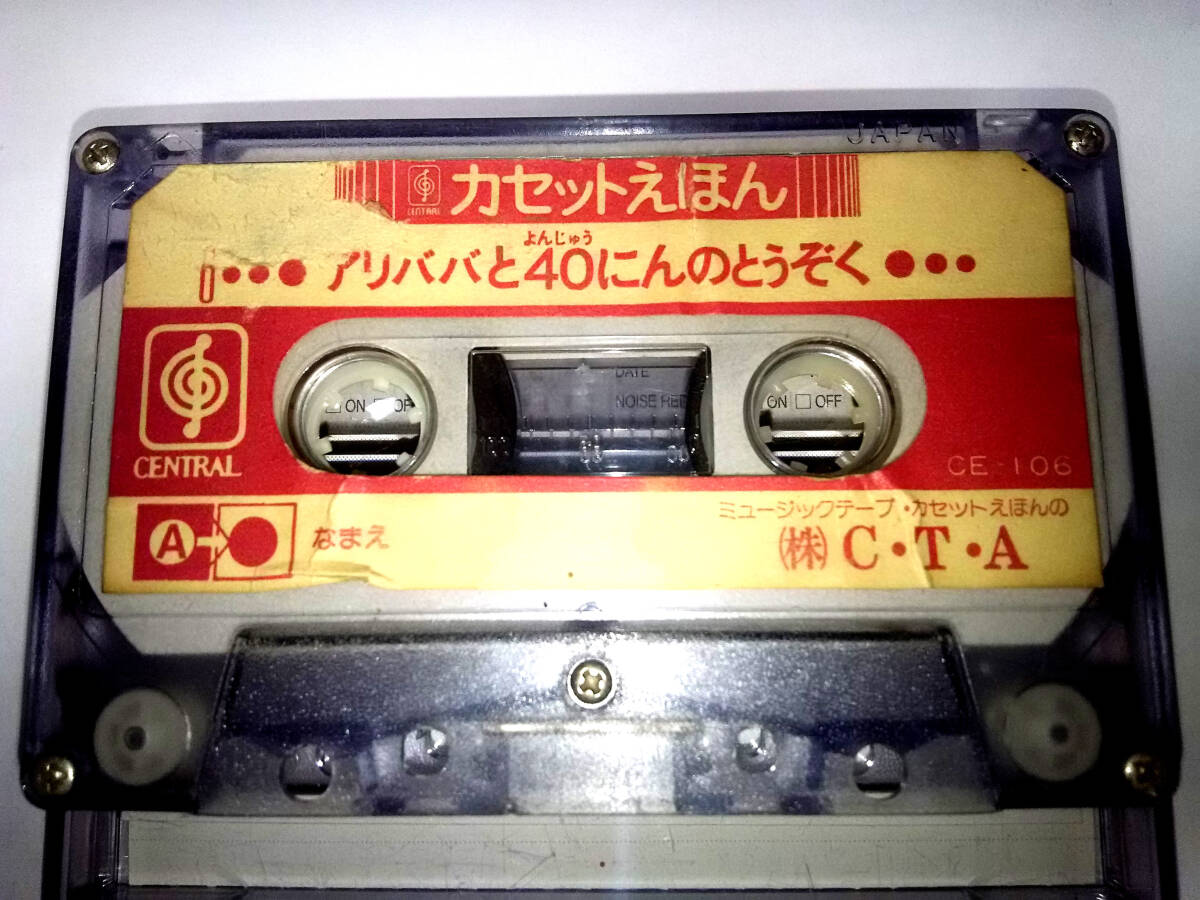 JAPAN
CENTRAL カセットえほん
よんじゅう
アリババと40にんのとうぞく
DATE
NOISE RED
ON OFF
ON OFF
CENTRAL
CE-106
A
なまえ
ミュージックテープ・カセットえほんの
(株) C・T・A